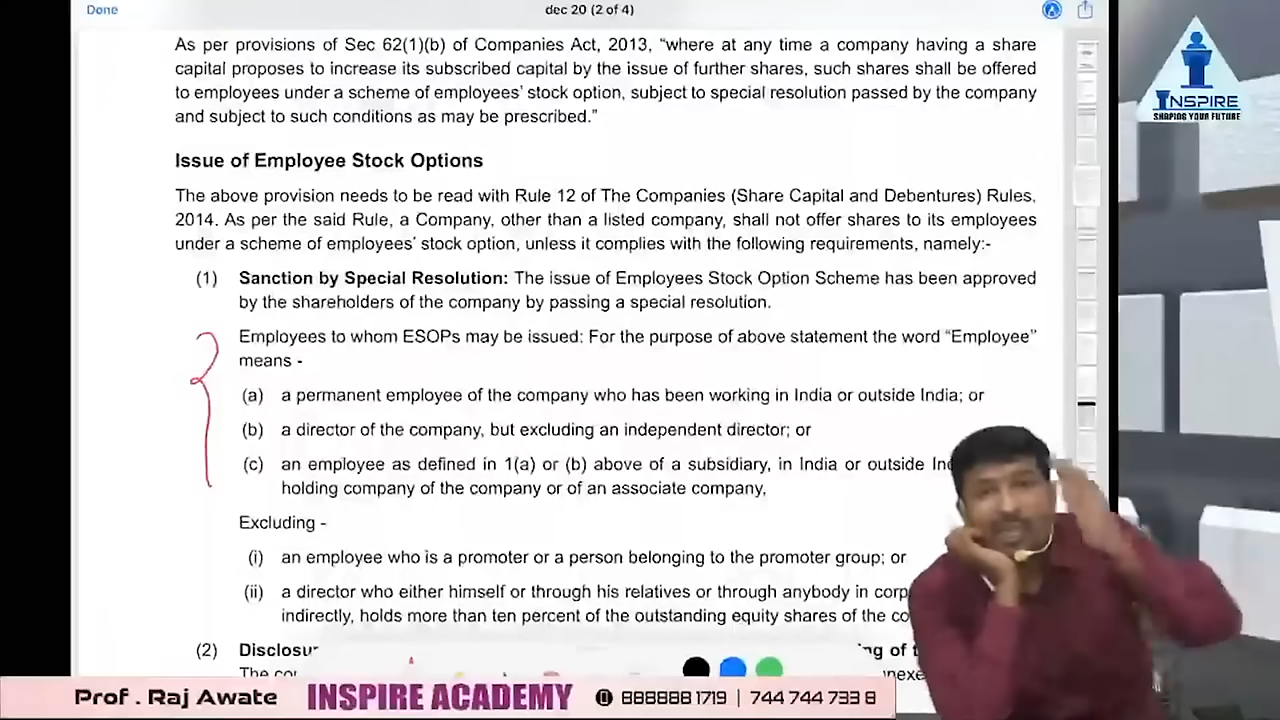 Done
dec 20 (2 of 4)
As per provisions of Sec 62(1)(b) of Companies Act, 2013, “where at any time a company having a share
capital proposes to increase its subscribed capital by the issue of further shares, such shares shall be offered
to employees under a scheme of employees’ stock option, subject to special resolution passed by the company
and subject to such conditions as may be prescribed.”
INSPIRE
SHAPING YOUR FUTURE
Issue of Employee Stock Options
The above provision needs to be read with Rule 12 of The Companies (Share Capital and Debentures) Rules,
2014. As per the said Rule, a Company, other than a listed company, shall not offer shares to its employees
under a scheme of employees’ stock option, unless it complies with the following requirements, namely:-
(1) Sanction by Special Resolution: The issue of Employees Stock Option Scheme has been approved
by the shareholders of the company by passing a special resolution.
Employees to whom ESOPs may be issued: For the purpose of above statement the word “Employee”
means -
(a) a permanent employee of the company who has been working in India or outside India; or
(b) a director of the company, but excluding an independent director; or
(c) an employee as defined in 1(a) or (b) above of a subsidiary, in India or outside
holding company of the company or of an associate company,
Excluding -
(i) an employee who is a promoter or a person belonging to the promoter group; or
(ii) a director who either himself or through his relatives or through anybody in
indirectly, holds more than ten percent of the outstanding equity shares of the
(2)
The
Prof . Raj Awate INSPIRE ACADEMY 888888 1719 | 744 744 733 8